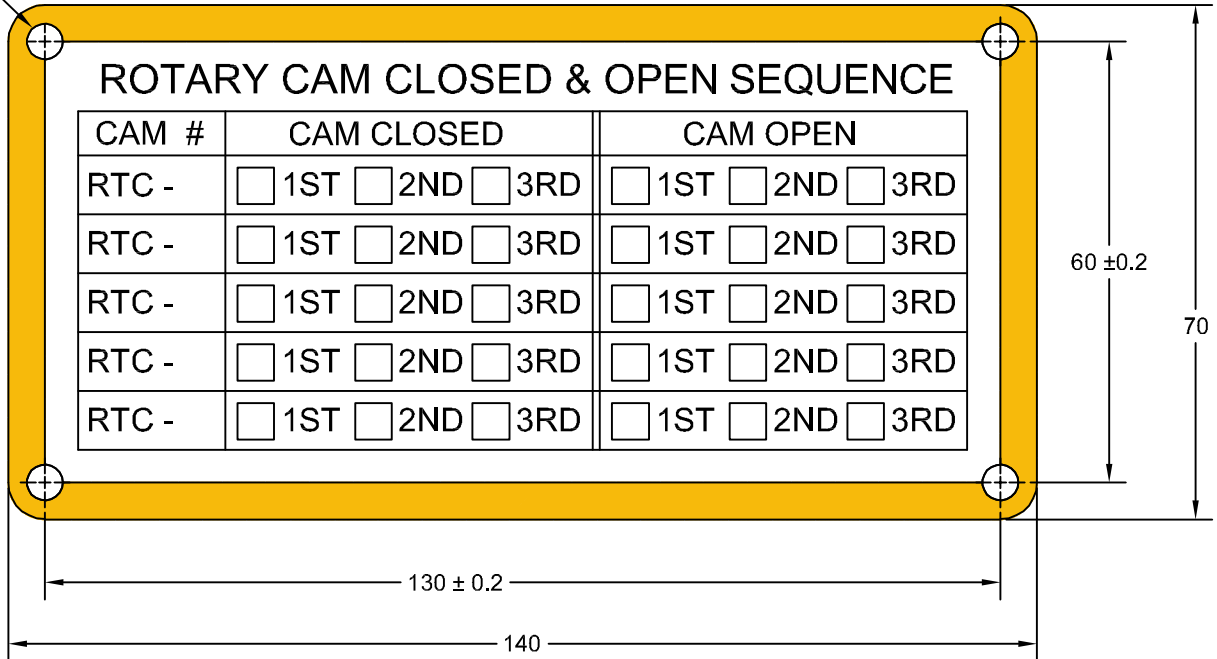 ROTARY CAM CLOSED & OPEN SEQUENCE
CAM # CAM CLOSED CAM OPEN
RTC - 1ST 2ND 3RD 1ST 2ND 3RD
RTC - 1ST 2ND 3RD 1ST 2ND 3RD
RTC - 1ST 2ND 3RD 1ST 2ND 3RD
RTC - 1ST 2ND 3RD 1ST 2ND 3RD
RTC - 1ST 2ND 3RD 1ST 2ND 3RD
60 ±0.2
70
130 ± 0.2
140